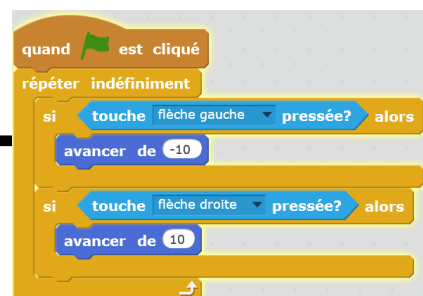 quand est cliqué
répéter indéfiniment
si touche flèche gauche pressée? alors
avancer de -10
si touche flèche droite pressée? alors
avancer de 10